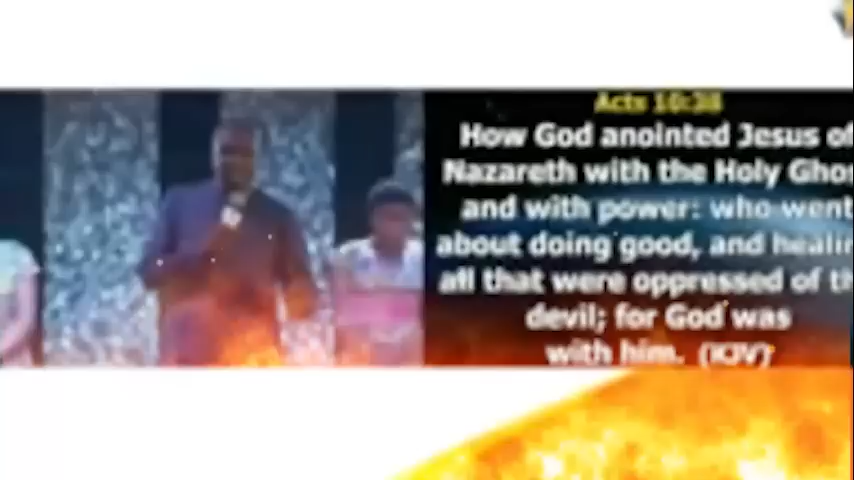 Acts 10:38
How God anointed Jesus of
Nazareth with the Holy Ghos
and with power: who went
about doing good, and healin
all that were oppressed of th
devil; for God was
with him. (KJV)